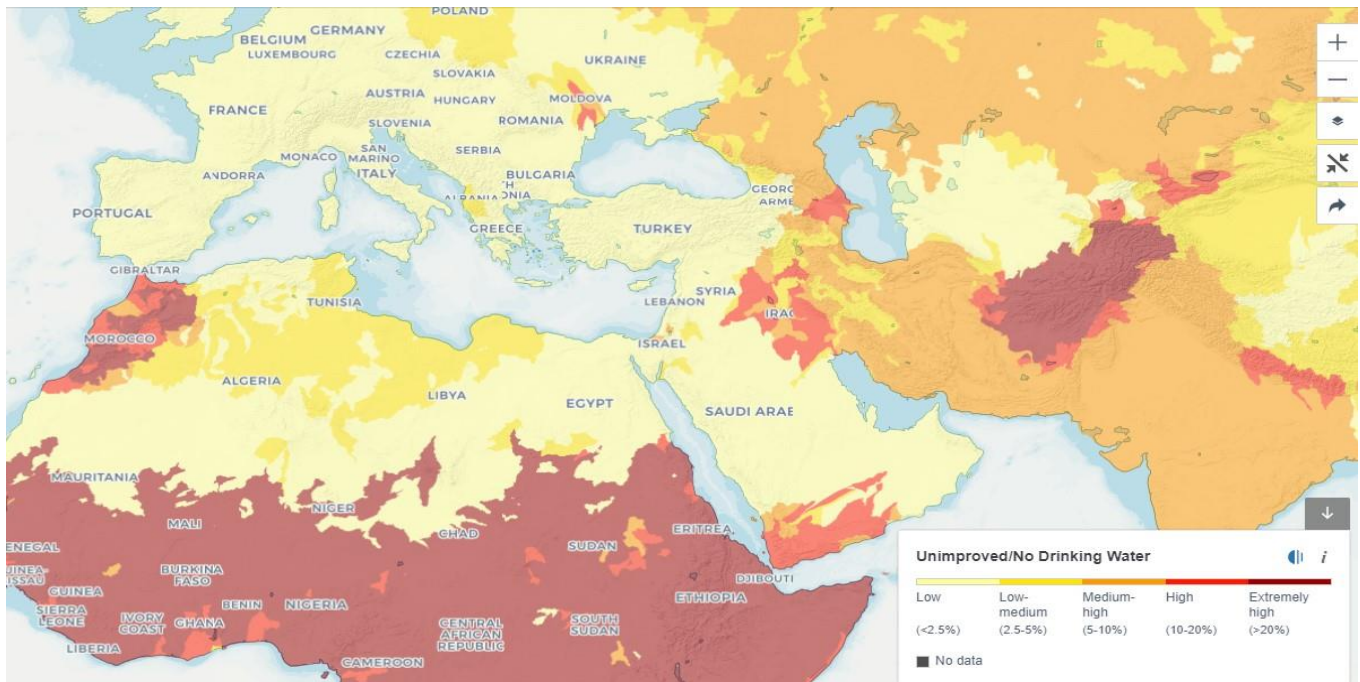 POLAND
GERMANY
BELGIUM
LUXEMBOURG
CZECHIA
UKRAINE
SLOVAKIA
AUSTRIA
HUNGARY
MOLDOVA
FRANCE
SLOVENIA
ROMANIA
MONACO
SAN
MARINO
SERBIA
ANDORRA
ITALY
BULGARIA
ALBANIA
GEORG
ARME
PORTUGAL
GREECE
TURKEY
GIBRALTAR
TUNISIA
LEBANON
SYRIA
IRAQ
MOROCCO
ISRAEL
ALGERIA
LIBYA
EGYPT
SAUDI ARAE
MAURITANIA
NIGER
MALI
CHAD
SUDAN
ERITREA
ENEGAL
BURKINA
FASO
DJIBOUTI
GUINEA
BENIN
NIGERIA
ETHIOPIA
SIERRA
LEONE
IVORY
COAST
GHANA
CENTRAL
AFRICAN
REPUBLIC
SOUTH
SUDAN
LIBERIA
CAMEROON
Unimproved/No Drinking Water
Low
Low-
medium
Medium-
high
High
Extremely
high
(<2.5%)
(2.5-5%)
(5-10%)
(10-20%)
(>20%)
No data